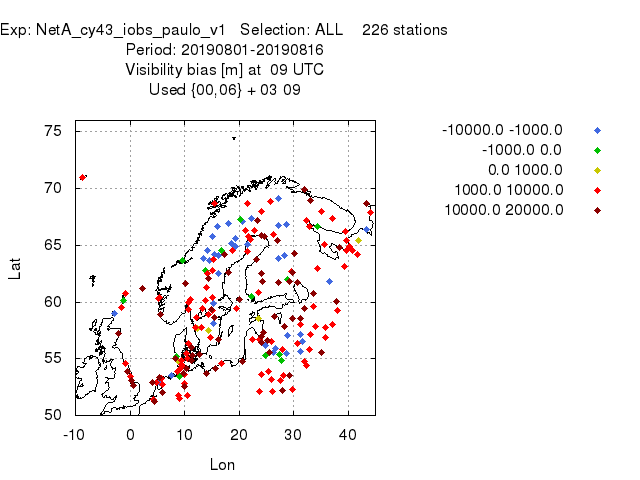 Exp: NetA_cy43_iobs_paulo_v1   Selection: ALL    226 stations
Period: 20190801-20190816
Visibility bias [m] at  09 UTC
Used {00,06} + 03 09
-10000.0 -1000.0
-1000.0 0.0
0.0 1000.0
1000.0 10000.0
10000.0 20000.0
75
70
65
60
55
50
Lat
-10 0 10 20 30 40
Lon